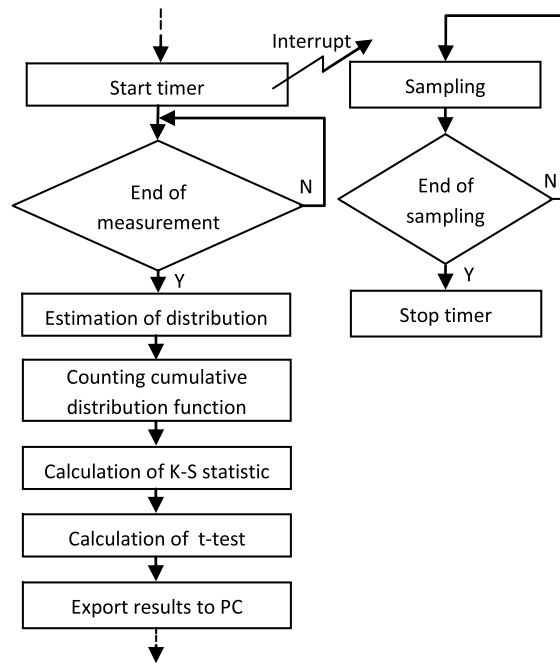 Interrupt
Start timer
End of
measurement
N
Y
Estimation of distribution
Counting cumulative
distribution function
Calculation of K-S statistic
Calculation of t-test
Export results to PC
Sampling
End of
sampling
N
Y
Stop timer